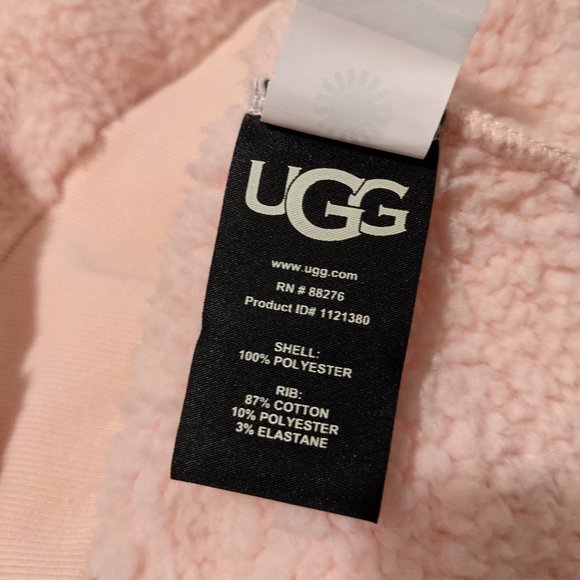 UGG
www.ugg.com
RN # 88276
Product ID# 1121380
SHELL:
100% POLYESTER
RIB:
87% COTTON
10% POLYESTER
3% ELASTANE